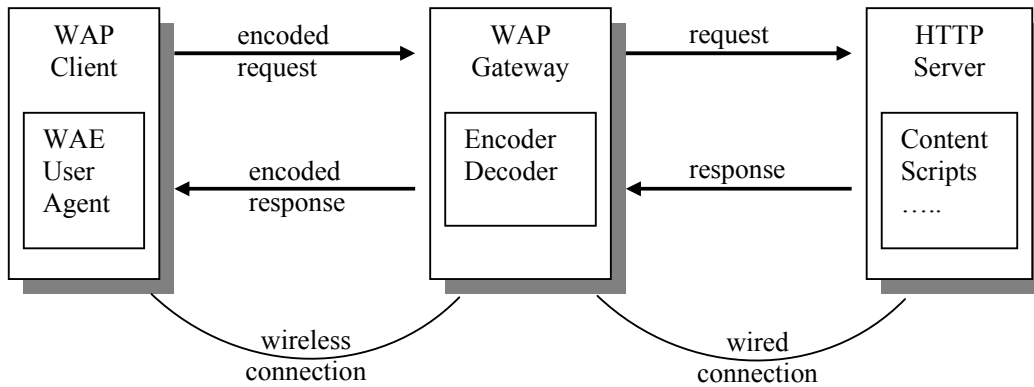 WAP
Client
WAE
User
Agent
encoded
request
encoded
response
WAP
Gateway
Encoder
Decoder
request
response
HTTP
Server
Content
Scripts
…..
wireless
connection
wired
connection